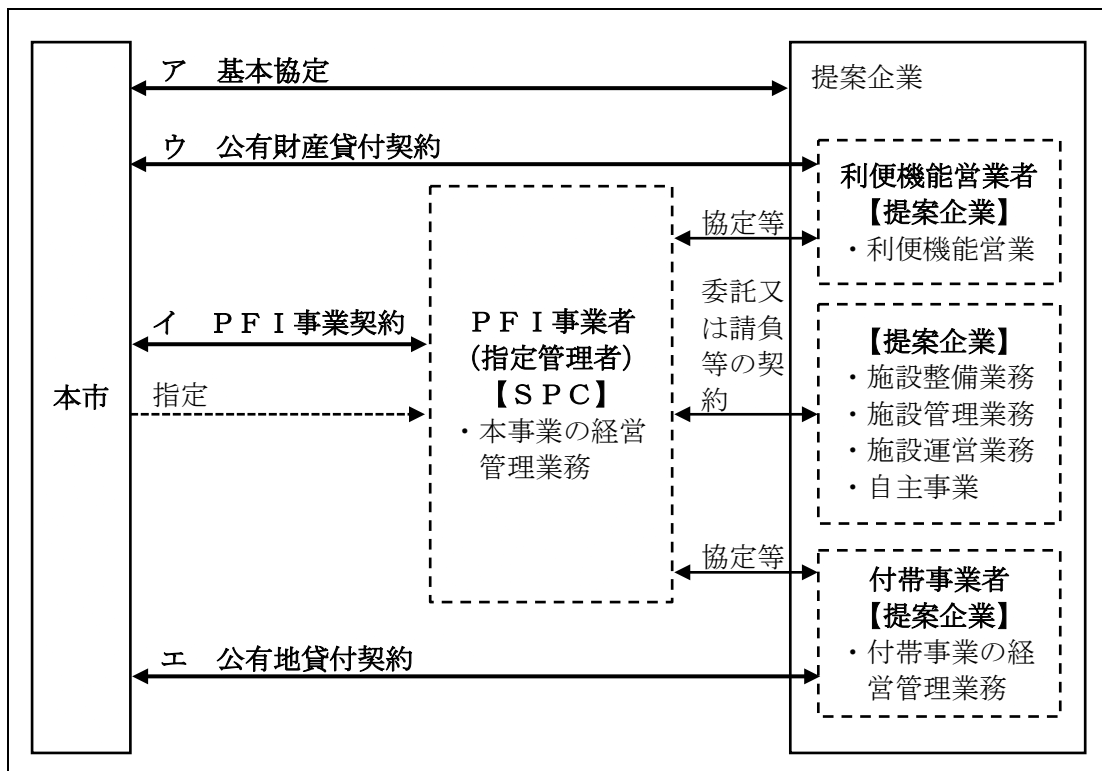 ア 基本協定
提案企業
ウ 公有財産貸付契約
利便機能営業者
【提案企業】
・利便機能営業
協定等
委託又
は請負
等の契
約
イ ＰＦＩ事業契約
ＰＦＩ事業者
（指定管理者）
【ＳＰＣ】
・本事業の経営
管理業務
【提案企業】
・施設整備業務
・施設管理業務
・施設運営業務
・自主事業
本市
指定
協定等
付帯事業者
【提案企業】
・付帯事業の経
営管理業務
エ 公有地貸付契約